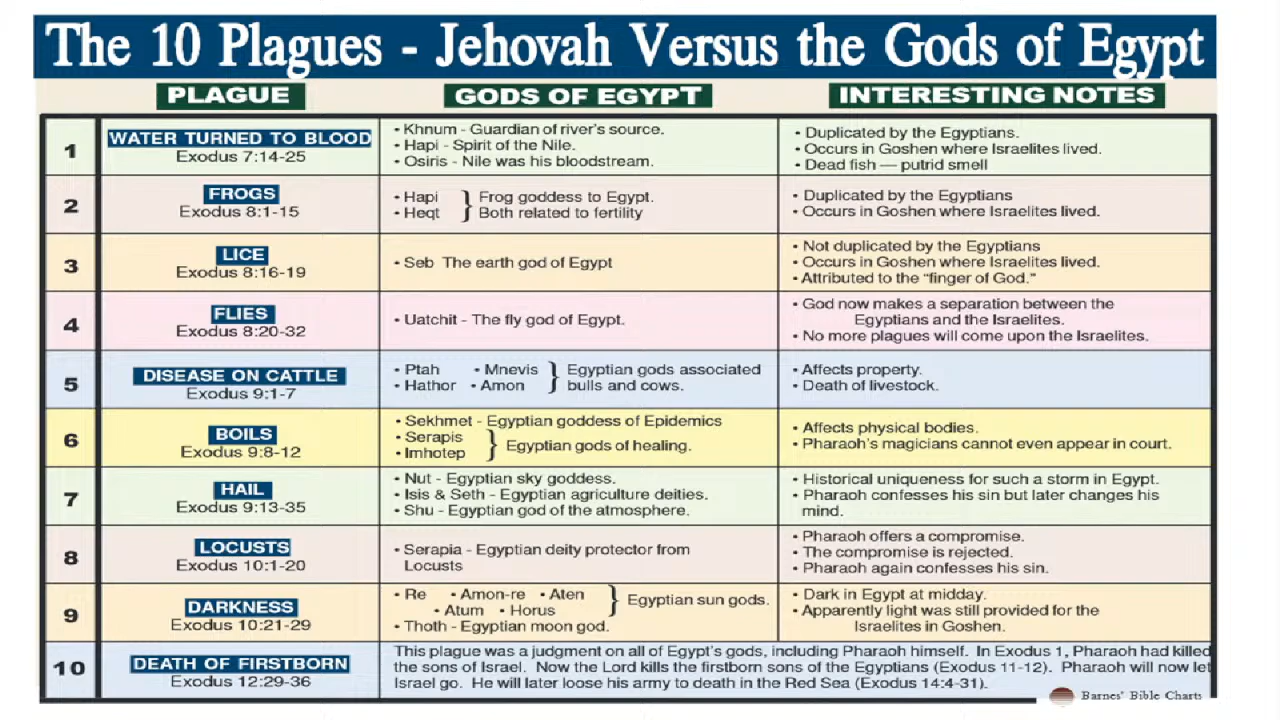 The 10 Plagues - Jehovah Versus the Gods of Egypt
PLAGUE GODS OF EGYPT INTERESTING NOTES
1
WATER TURNED TO BLOOD
Exodus 7:14-25
• Khnum - Guardian of river's source.
• Hapi - Spirit of the Nile.
• Osiris - Nile was his bloodstream.
• Duplicated by the Egyptians.
• Occurs in Goshen where Israelites lived.
• Dead fish — putrid smell
2
FROGS
Exodus 8:1-15
• Hapi } Frog goddess to Egypt.
• Heqt Both related to fertility
• Duplicated by the Egyptians
• Occurs in Goshen where Israelites lived.
3
LICE
Exodus 8:16-19
• Seb The earth god of Egypt
• Not duplicated by the Egyptians
• Occurs in Goshen where Israelites lived.
• Attributed to the "finger of God."
4
FLIES
Exodus 8:20-32
• Uatchit - The fly god of Egypt.
• God now makes a separation between the
Egyptians and the Israelites.
• No more plagues will come upon the Israelites.
5
DISEASE ON CATTLE
Exodus 9:1-7
• Ptah • Mnevis } Egyptian gods associated
• Hathor • Amon bulls and cows.
• Affects property.
• Death of livestock.
6
BOILS
Exodus 9:8-12
• Sekhmet - Egyptian goddess of Epidemics
• Serapis } Egyptian gods of healing.
• Imhotep
• Affects physical bodies.
• Pharaoh's magicians cannot even appear in court.
7
HAIL
Exodus 9:13-35
• Nut - Egyptian sky goddess.
• Isis & Seth - Egyptian agriculture deities.
• Shu - Egyptian god of the atmosphere.
• Historical uniqueness for such a storm in Egypt.
• Pharaoh confesses his sin but later changes his
mind.
8
LOCUSTS
Exodus 10:1-20
• Serapia - Egyptian deity protector from
Locusts
• Pharaoh offers a compromise.
• The compromise is rejected.
• Pharaoh again confesses his sin.
9
DARKNESS
Exodus 10:21-29
• Re • Amon-re • Aten } Egyptian sun gods.
• Atum • Horus
• Thoth - Egyptian moon god.
• Dark in Egypt at midday.
• Apparently light was still provided for the
Israelites in Goshen.
10
DEATH OF FIRSTBORN
Exodus 12:29-36
This plague was a judgment on all of Egypt's gods, including Pharaoh himself. In Exodus 1, Pharaoh had killed
the sons of Israel. Now the Lord kills the firstborn sons of the Egyptians (Exodus 11-12). Pharaoh will now let
Israel go. He will later loose his army to death in the Red Sea (Exodus 14:4-31).
Barnes' Bible Charts